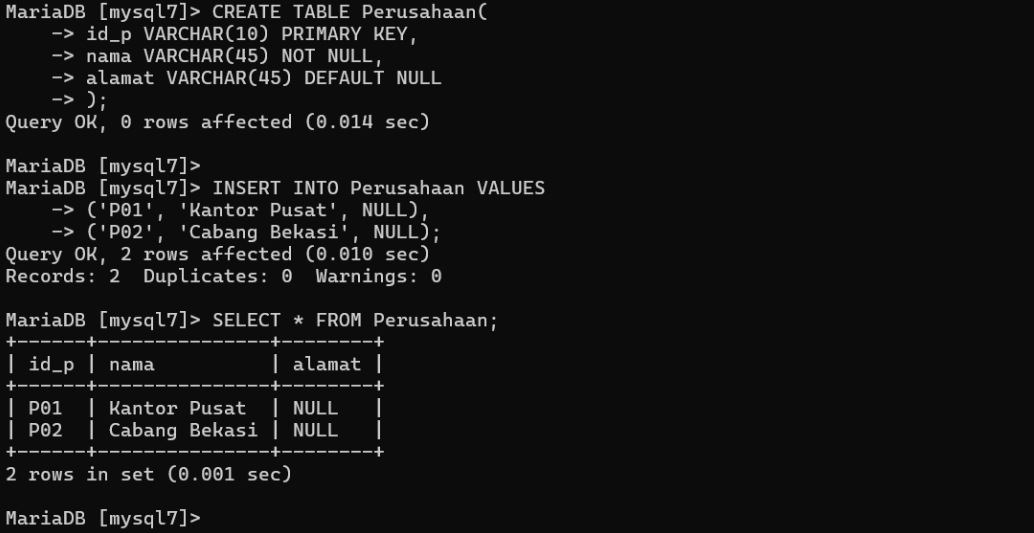 MariaDB [mysql7]> CREATE TABLE Perusahaan(
    -> id_p VARCHAR(10) PRIMARY KEY,
    -> nama VARCHAR(45) NOT NULL,
    -> alamat VARCHAR(45) DEFAULT NULL
    -> );
Query OK, 0 rows affected (0.014 sec)

MariaDB [mysql7]>
MariaDB [mysql7]> INSERT INTO Perusahaan VALUES
    -> ('P01', 'Kantor Pusat', NULL),
    -> ('P02', 'Cabang Bekasi', NULL);
Query OK, 2 rows affected (0.010 sec)
Records: 2  Duplicates: 0  Warnings: 0

MariaDB [mysql7]> SELECT * FROM Perusahaan;
+------+---------------+--------+
| id_p | nama          | alamat |
+------+---------------+--------+
| P01  | Kantor Pusat  | NULL   |
| P02  | Cabang Bekasi | NULL   |
+------+---------------+--------+
2 rows in set (0.001 sec)

MariaDB [mysql7]>